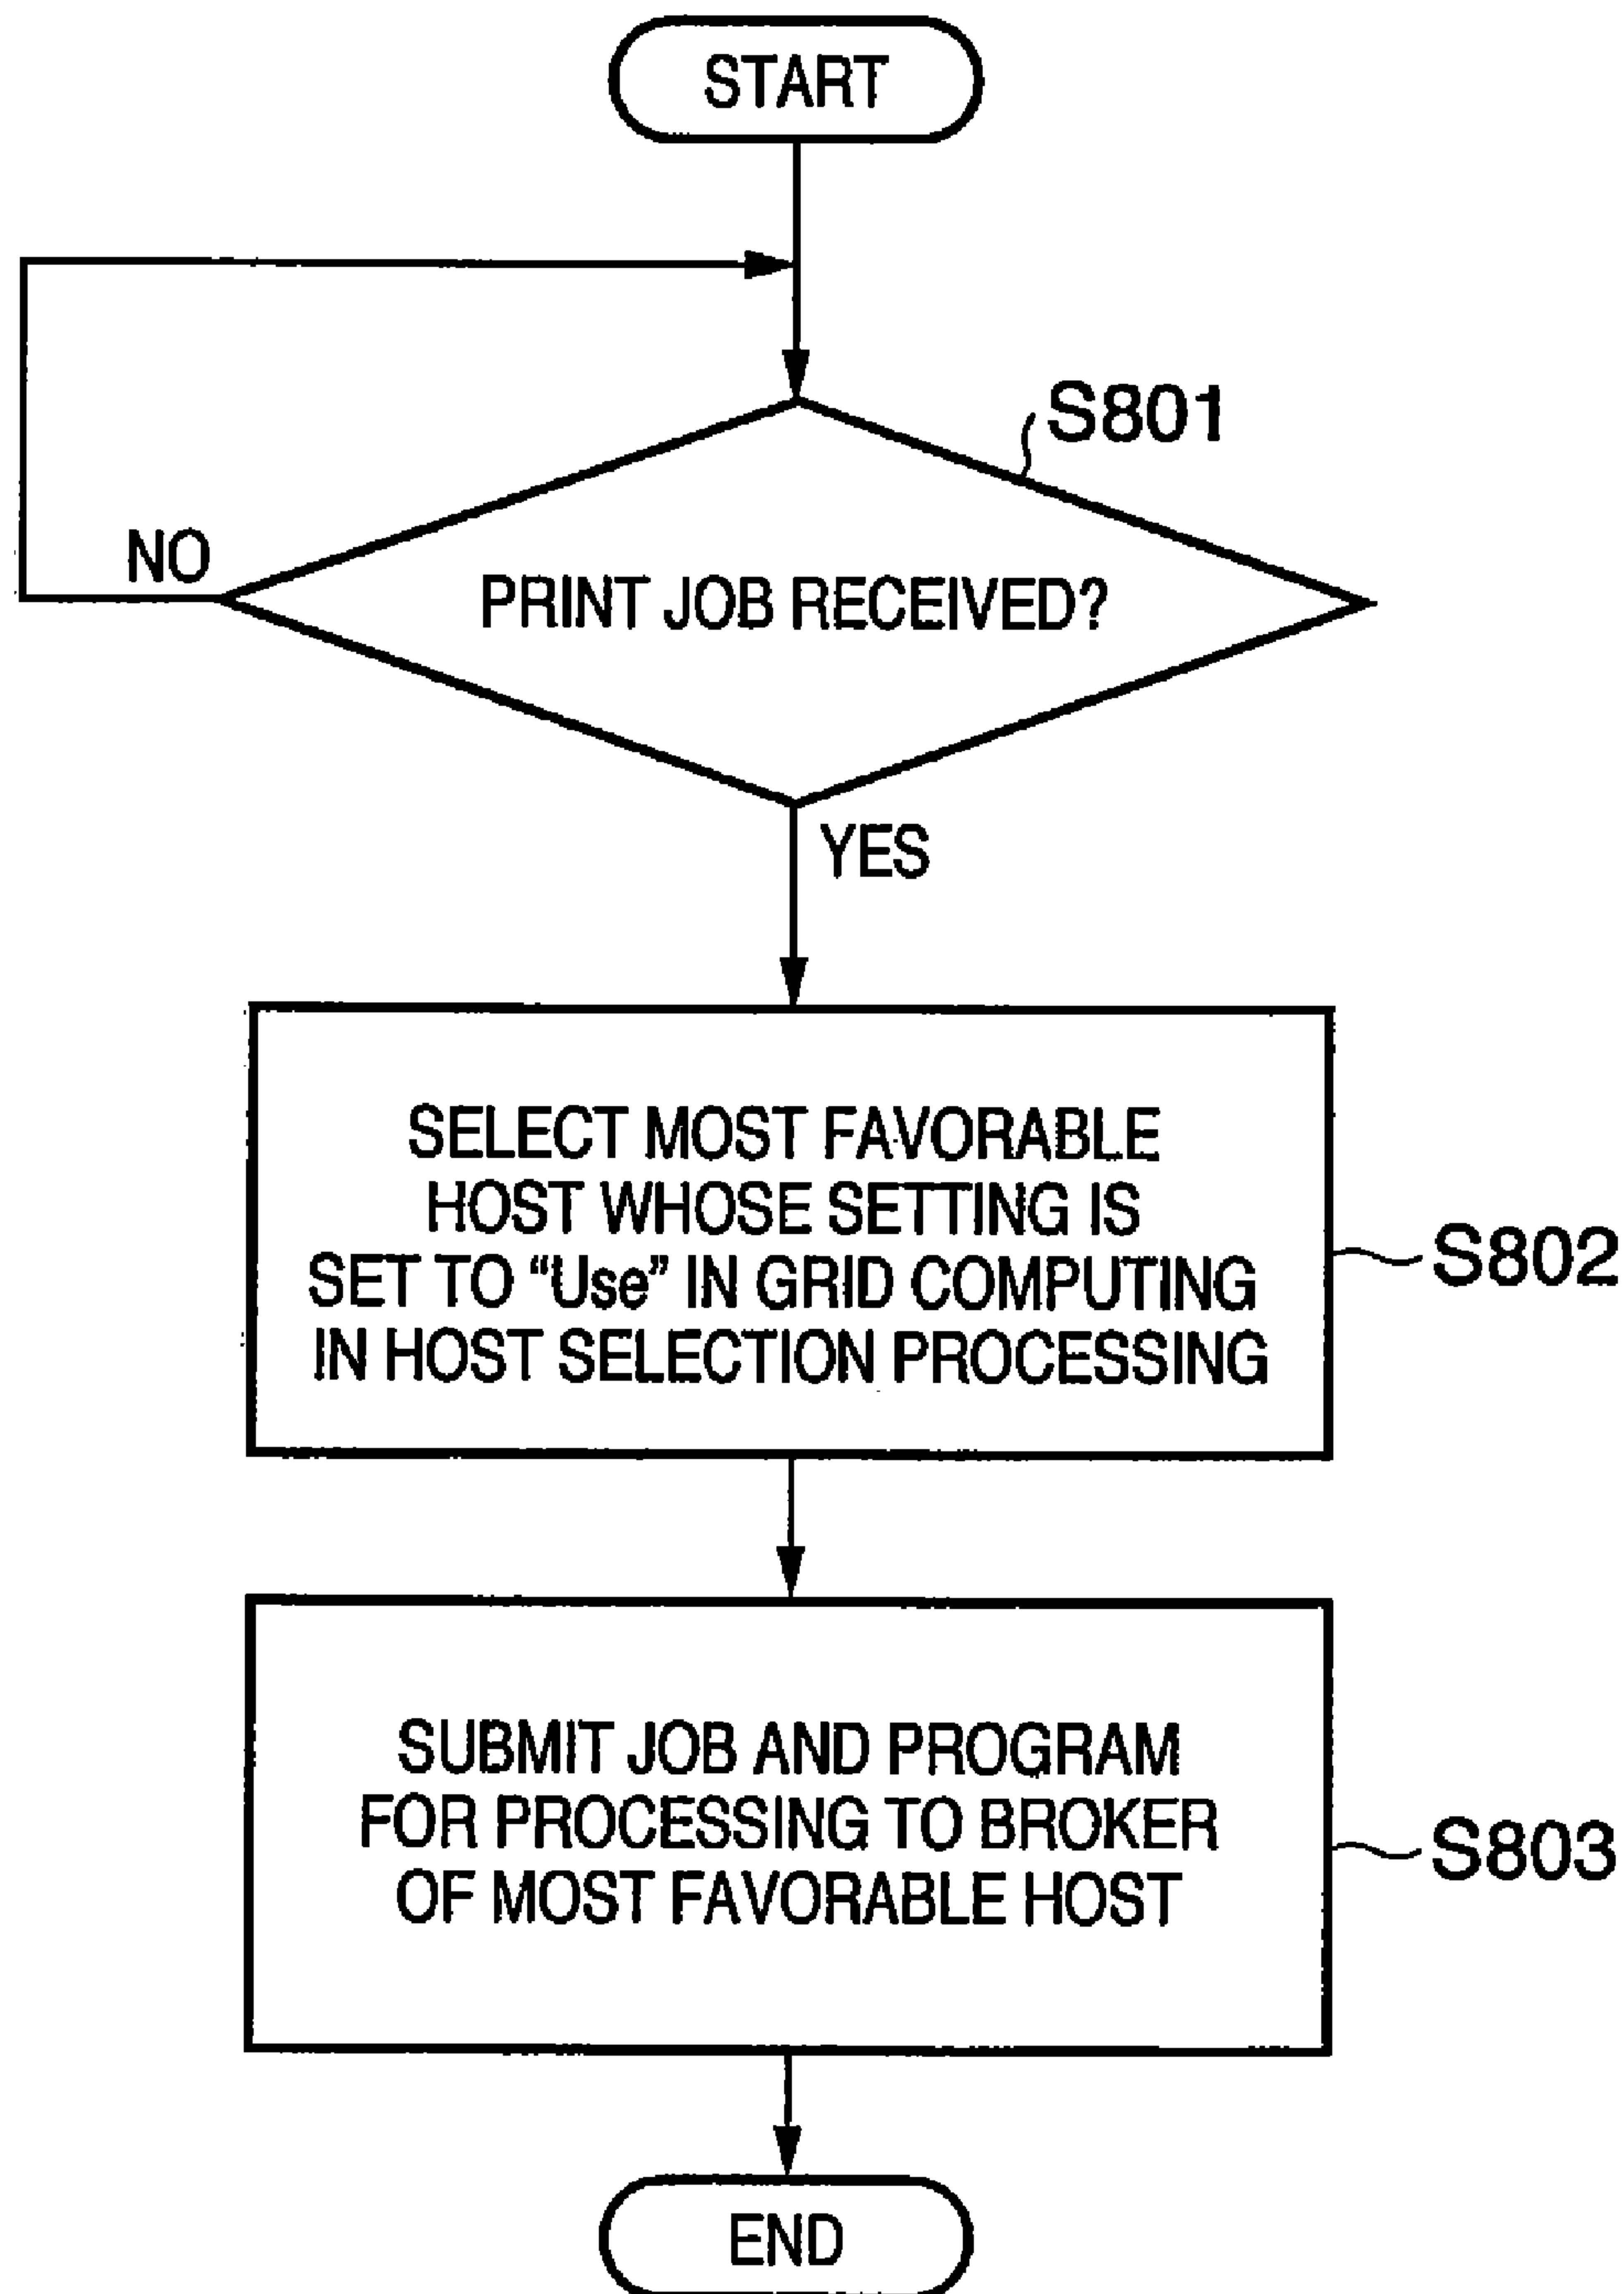 START
S801
NO
PRINT JOB RECEIVED?
YES
SELECT MOST FAVORABLE
HOST WHOSE SETTING IS
SET TO “Use” IN GRID COMPUTING
IN HOST SELECTION PROCESSING
S802
SUBMIT JOB AND PROGRAM
FOR PROCESSING TO BROKER
OF MOST FAVORABLE HOST
S803
END